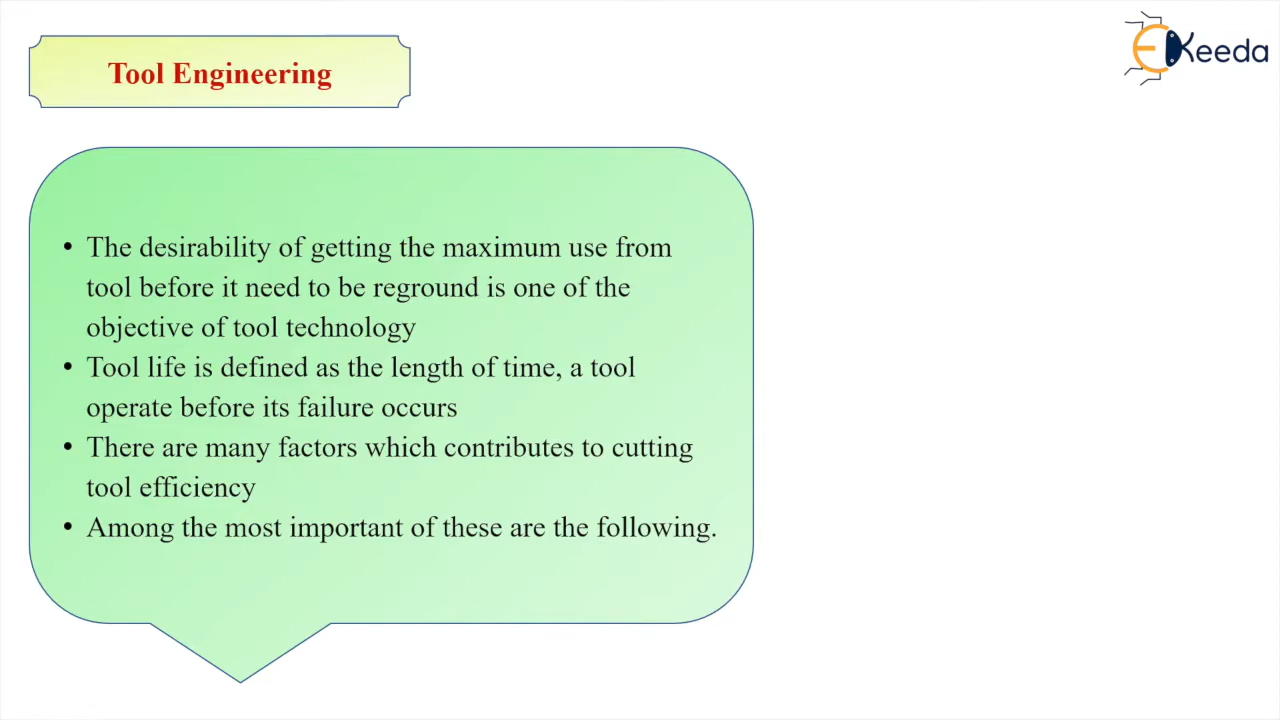 Tool Engineering
EKeeda
• The desirability of getting the maximum use from
tool before it need to be reground is one of the
objective of tool technology
• Tool life is defined as the length of time, a tool
operate before its failure occurs
• There are many factors which contributes to cutting
tool efficiency
• Among the most important of these are the following.